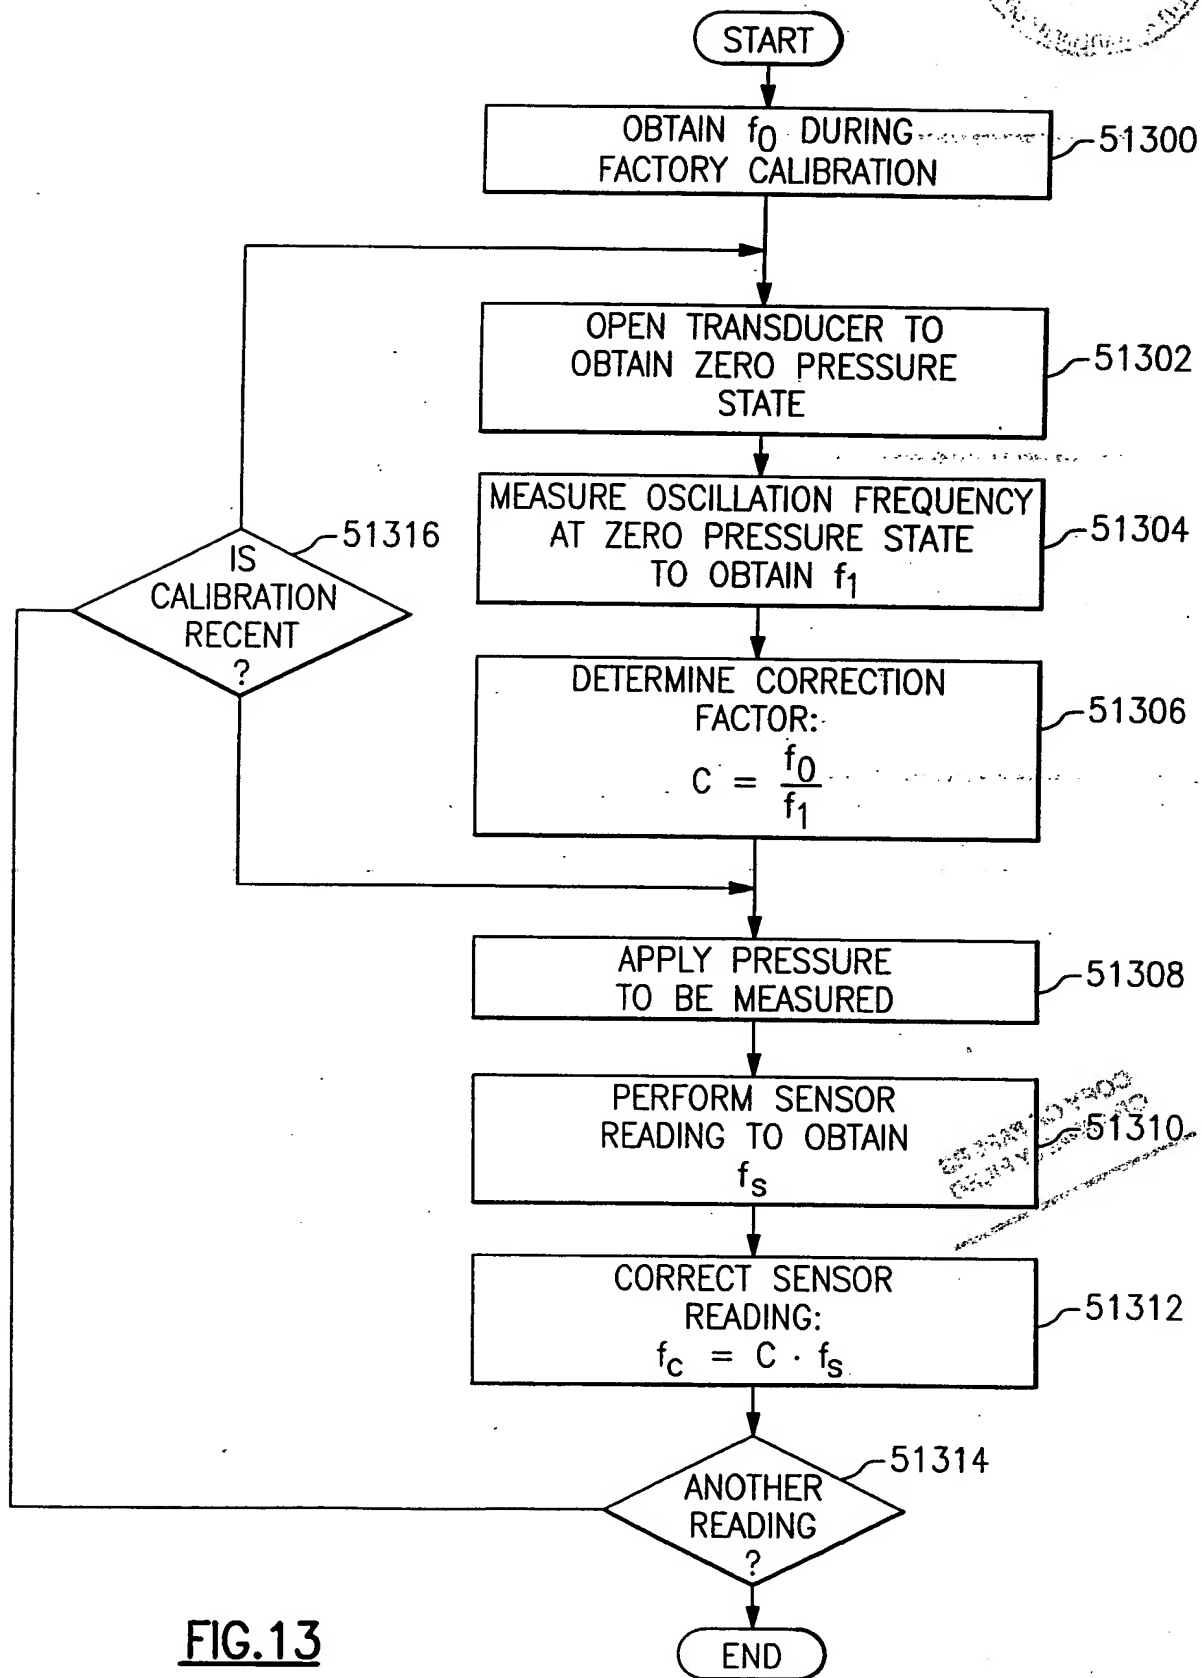 START
OBTAIN f0 DURING
FACTORY CALIBRATION
51300
OPEN TRANSDUCER TO
OBTAIN ZERO PRESSURE
STATE
51302
MEASURE OSCILLATION FREQUENCY
AT ZERO PRESSURE STATE
TO OBTAIN f1
51304
IS
CALIBRATION
RECENT
?
51316
DETERMINE CORRECTION
FACTOR:
C = f0
f1
51306
APPLY PRESSURE
TO BE MEASURED
51308
PERFORM SENSOR
READING TO OBTAIN
fs
51310
CORRECT SENSOR
READING:
fc = C · fs
51312
ANOTHER
READING
?
51314
END
FIG.13